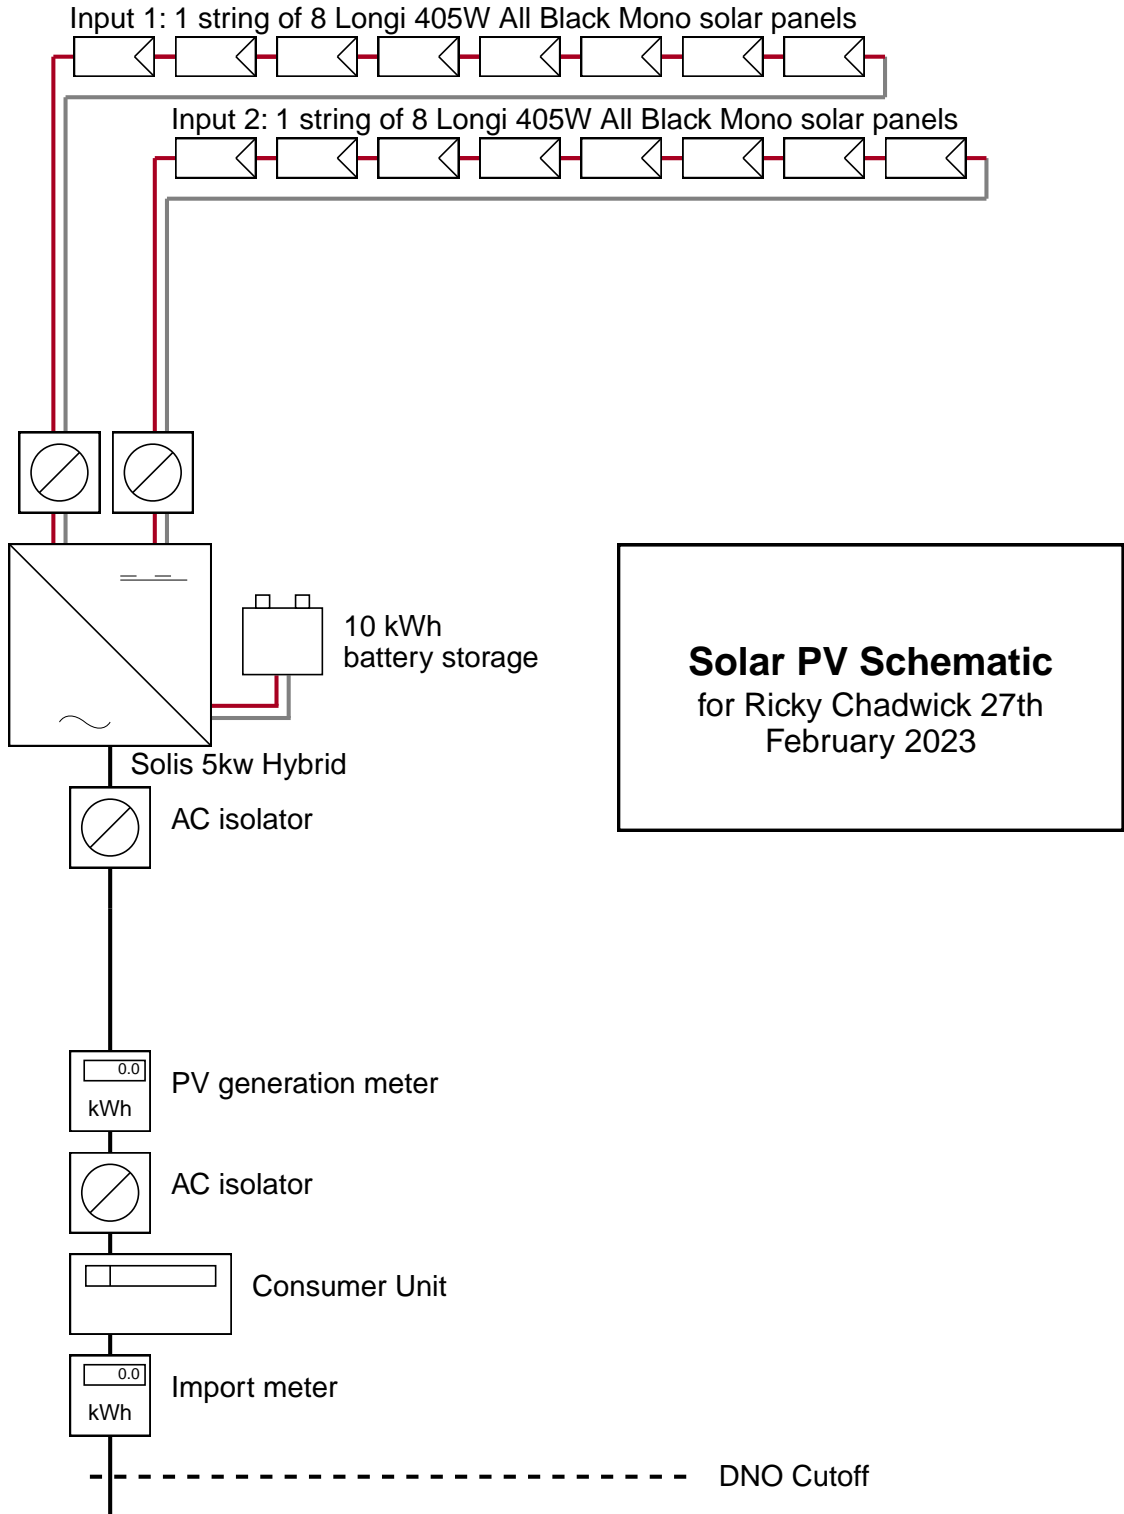 Input 1: 1 string of 8 Longi 405W All Black Mono solar panels
Input 2: 1 string of 8 Longi 405W All Black Mono solar panels
10 kWh
battery storage
Solar PV Schematic
for Ricky Chadwick 27th
February 2023
Solis 5kw Hybrid
AC isolator
0.0
kWh
PV generation meter
AC isolator
Consumer Unit
0.0
kWh
Import meter
DNO Cutoff